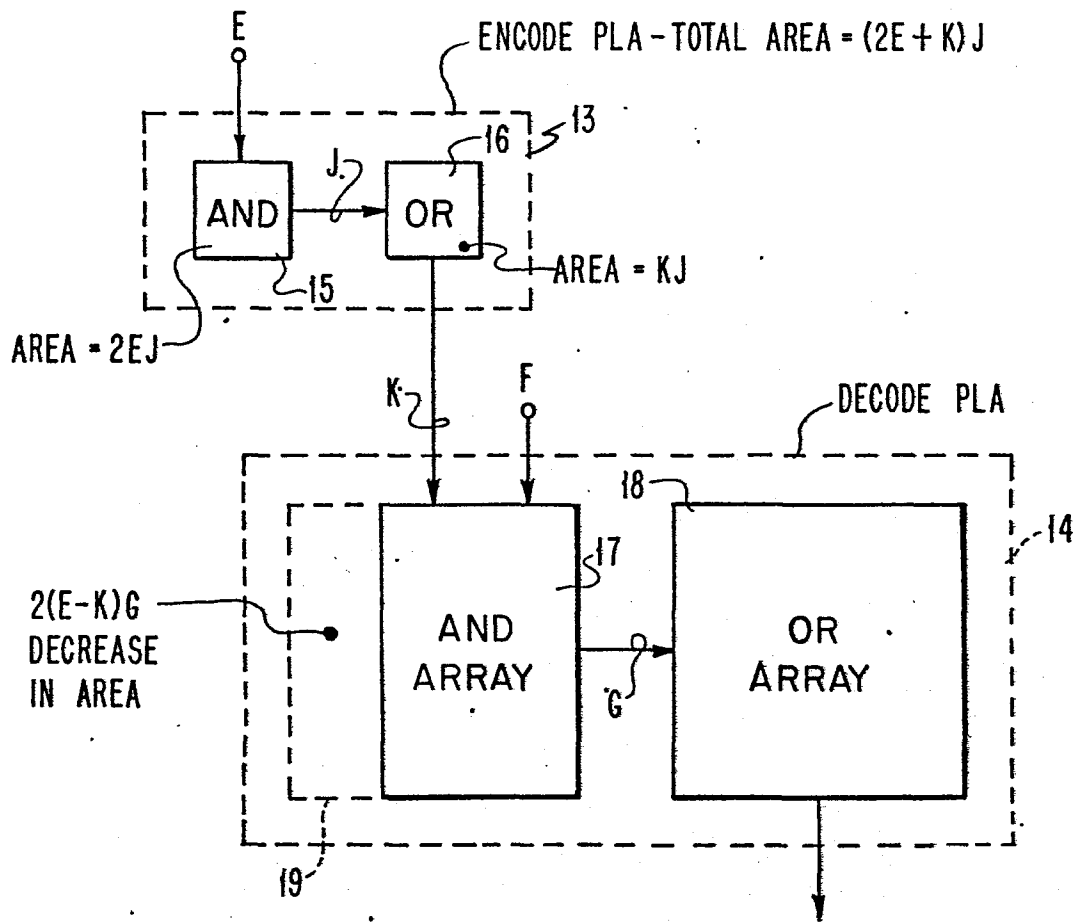 E
ENCODE PLA-TOTAL AREA = (2E+K)J
13
16
J
AND
OR
15
AREA = KJ
AREA = 2EJ
K
F
DECODE PLA
18
14
17
2(E-K)G
DECREASE
IN AREA
AND
ARRAY
OR
ARRAY
G
19